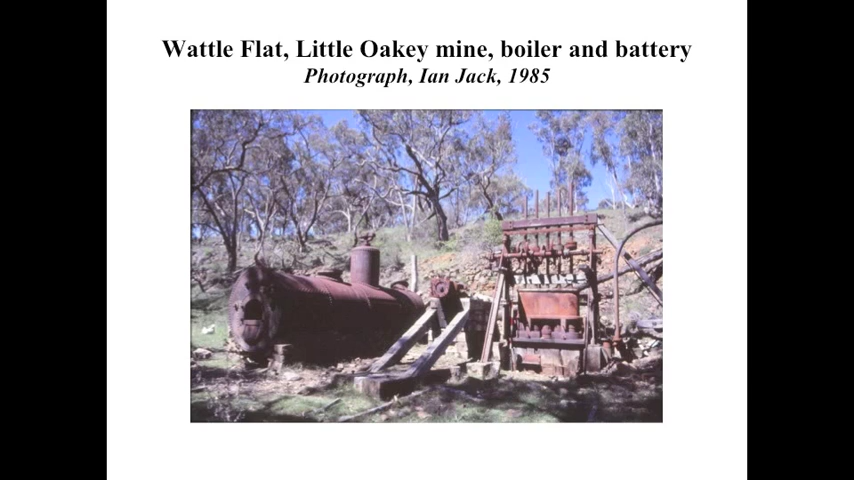 Wattle Flat, Little Oakey mine, boiler and battery
Photograph, Ian Jack, 1985